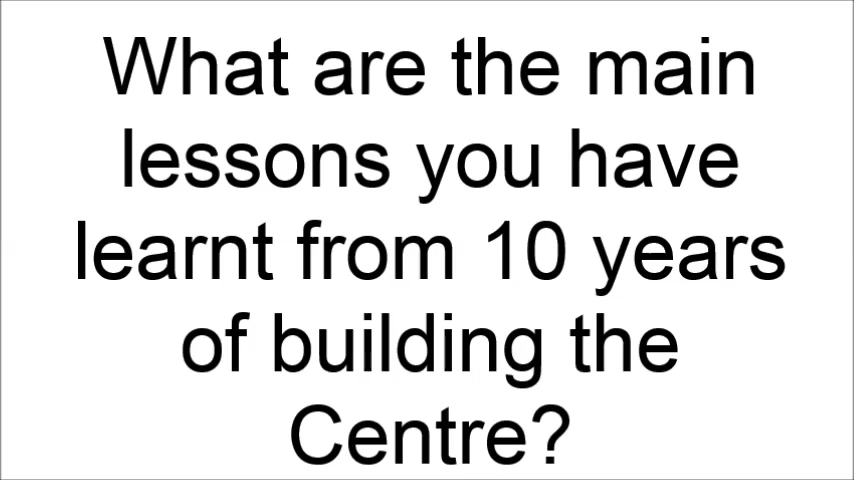 What are the main
lessons you have
learnt from 10 years
of building the
Centre?